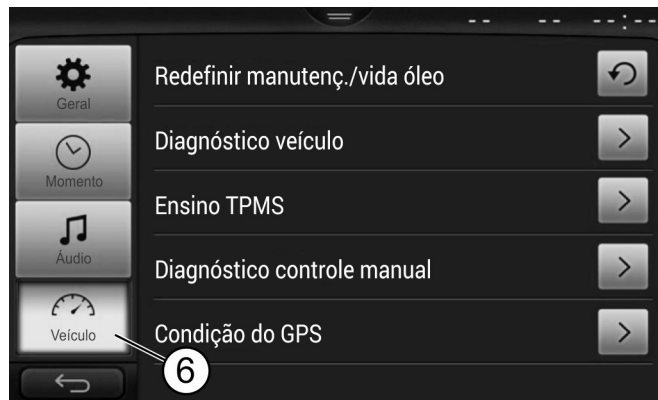 -- -- --:--
Geral
Momento
Áudio
Veículo
Redefinir manutenç./vida óleo
Diagnóstico veículo
Ensino TPMS
Diagnóstico controle manual
Condição do GPS
6